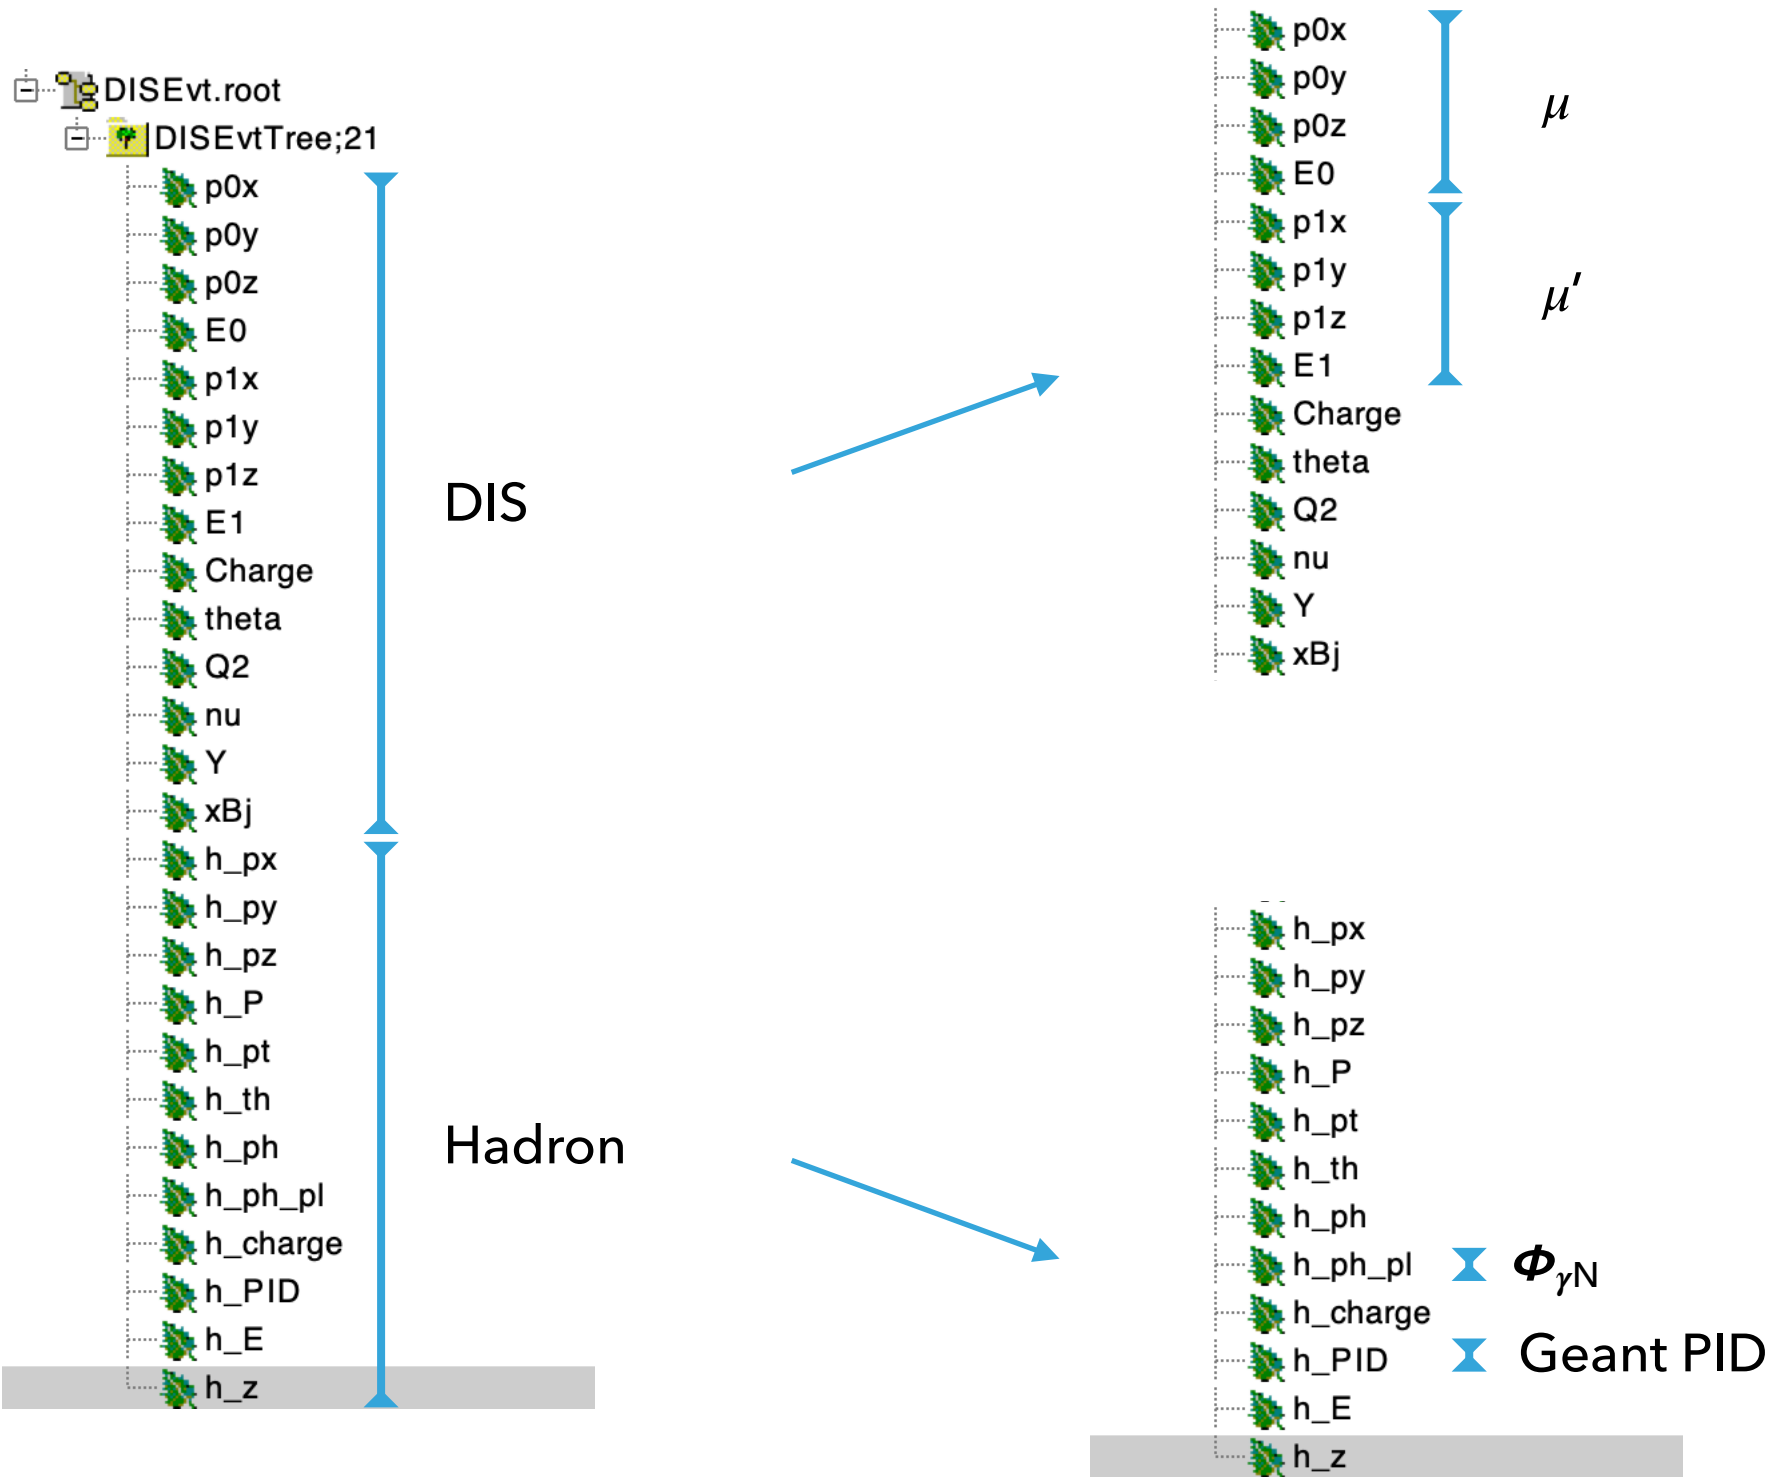 DISEvt.root
DISEvtTree;21
p0x
p0y
p0z
E0
p1x
p1y
p1z
E1
Charge
theta
Q2
nu
Y
xBj
h_px
h_py
h_pz
h_P
h_pt
h_th
h_ph
h_ph_pl
h_charge
h_PID
h_E
h_z
DIS
Hadron
p0x
p0y
p0z
E0
p1x
p1y
p1z
E1
Charge
theta
Q2
nu
Y
xBj
μ
μ′
h_px
h_py
h_pz
h_P
h_pt
h_th
h_ph
h_ph_pl
h_charge
h_PID
h_E
h_z
ΦγN
Geant PID